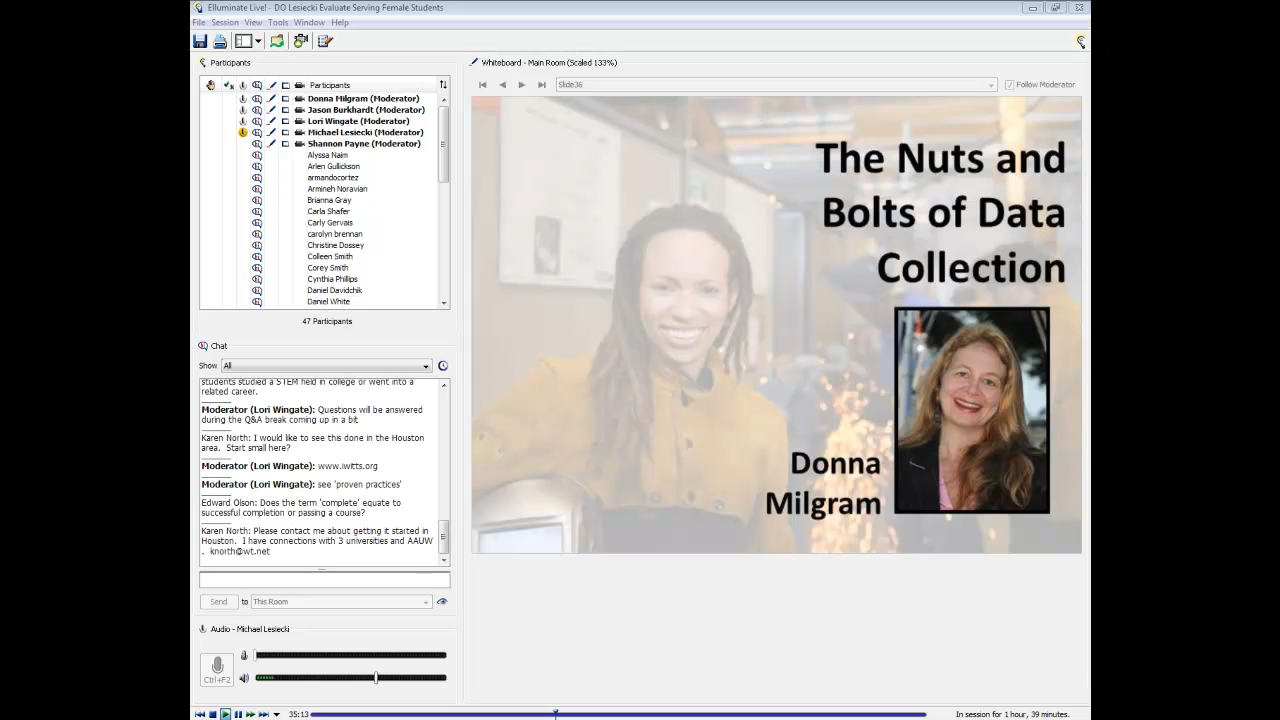 Elluminate Live! - DO Lesiecki Evaluate Serving Female Students
File Session View Tools Window Help
Participants
Participants
Donna Milgram (Moderator)
Jason Burkhardt (Moderator)
Lori Wingate (Moderator)
Michael Lesiecki (Moderator)
Shannon Payne (Moderator)
Alyssa Naim
Arlen Gullickson
armandocortez
Armineh Noravian
Brianna Gray
Carla Shafer
Carly Gervais
carolyn brennan
Christine Dossey
Colleen Smith
Corey Smith
Cynthia Phillips
Daniel Davidchik
Daniel White
47 Participants
Chat
Show All
students studied a STEM held in college or went into a
related career.
Moderator (Lori Wingate): Questions will be answered
during the Q&A break coming up in a bit
Karen North: I would like to see this done in the Houston
area. Start small here?
Moderator (Lori Wingate): www.iwitts.org
Moderator (Lori Wingate): see 'proven practices'
Edward Olson: Does the term 'complete' equate to
successful completion or passing a course?
Karen North: Please contact me about getting it started in
Houston. I have connections with 3 universities and AAUW
. knorth@wt.net
Send to This Room
Audio - Michael Lesiecki
Ctrl+F2
Whiteboard - Main Room (Scaled 133%)
Slide36
Follow Moderator
The Nuts and
Bolts of Data
Collection
Donna
Milgram
35:13
In session for 1 hour, 39 minutes.